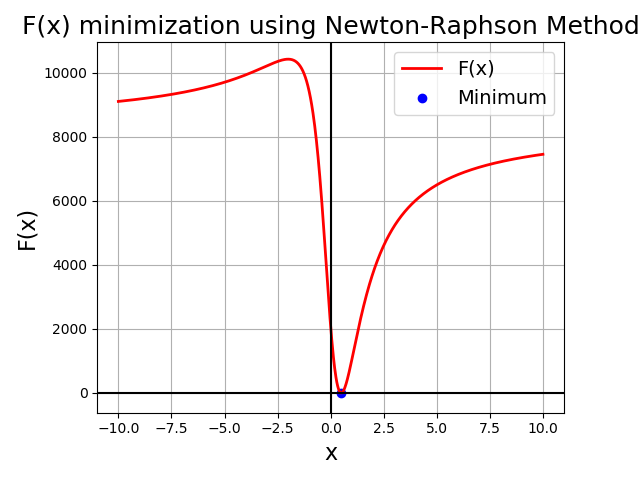 F(x) minimization using Newton-Raphson Method
F(x)
Minimum
10000
8000
6000
4000
2000
0
F(x)
−10.0 −7.5 −5.0 −2.5 0.0 2.5 5.0 7.5 10.0
x